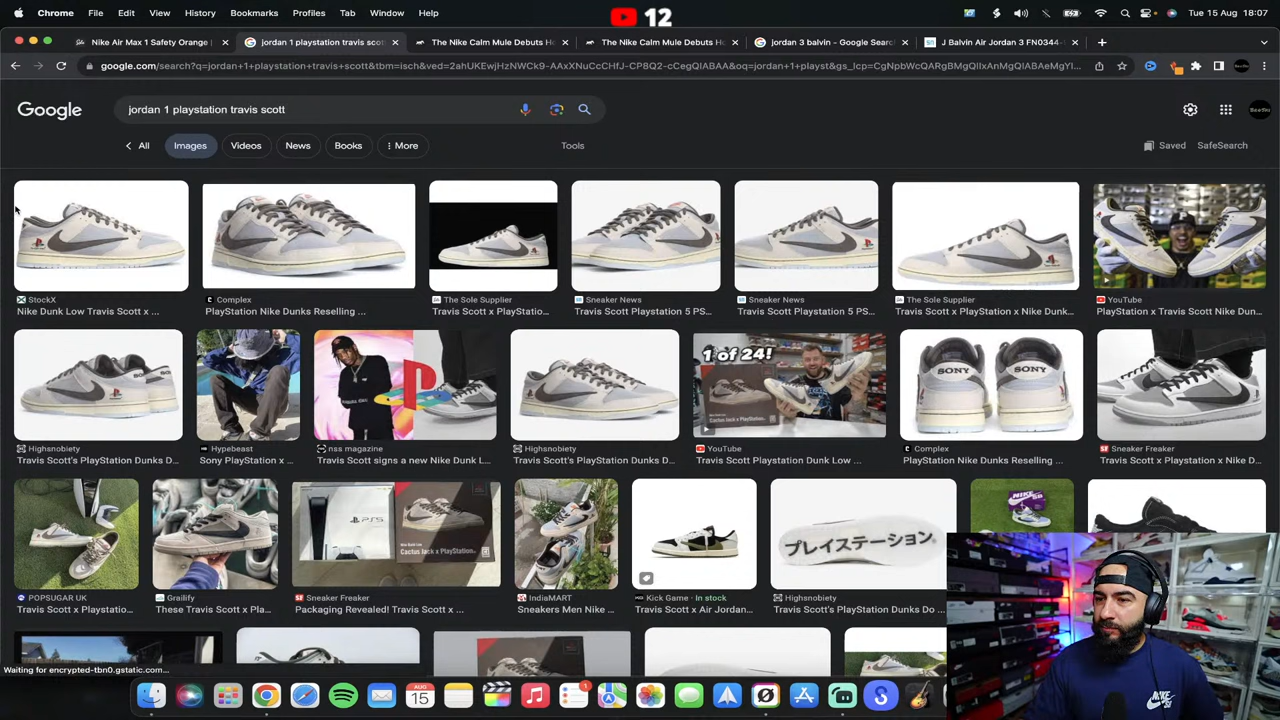 Chrome File Edit View History Bookmarks Profiles Tab Window Help
12
Tue 15 Aug 18:07
Nike Air Max 1 Safety Orange
jordan 1 playstation travis scot
The Nike Calm Mule Debuts He
The Nike Calm Mule Debuts H
jordan 3 balvin - Google Searc
J Balvin Air Jordan 3 FN0344-
Google
jordan 1 playstation travis scott
All Images Videos News Books More Tools
Saved SafeSearch
StockX
Nike Dunk Low Travis Scott x ...
Complex
PlayStation Nike Dunks Reselling ...
The Sole Supplier
Travis Scott x PlayStatio...
Sneaker News
Travis Scott Playstation 5 PS...
Sneaker News
Travis Scott Playstation 5 PS...
The Sole Supplier
Travis Scott x PlayStation x Nike Dunk...
YouTube
PlayStation x Travis Scott En...
1 of 24!
SONY SONY
Highsnobiety
Travis Scott's PlayStation Dunks D...
Hypebeast
Sony PlayStation x ...
nss magazine
Travis Scott signs a new Nike Dunk L...
Highsnobiety
Travis Scott's PlayStation Dunks D...
YouTube
Travis Scott Playstation Dunk Low ...
Complex
PlayStation Nike Dunks Reselling ...
Sneaker Freaker
Travis Scott x Playstation x Nike D...
PS5
Cactus Jack x PlayStation
プレイステーション
POPSUGAR UK
Travis Scott x Playstatio...
Grailify
These Travis Scott x Pla...
Sneaker Freaker
Packaging Revealed! Travis Scott x ...
IndiaMART
Sneakers Men Nike ...
Kick Game · In stock
Travis Scott x Air Jordan...
Highsnobiety
Travis Scott's PlayStation Dunks Do ...
Waiting for encrypted-tbn0.gstatic.com...
AUG
15
1
NIKE
SB